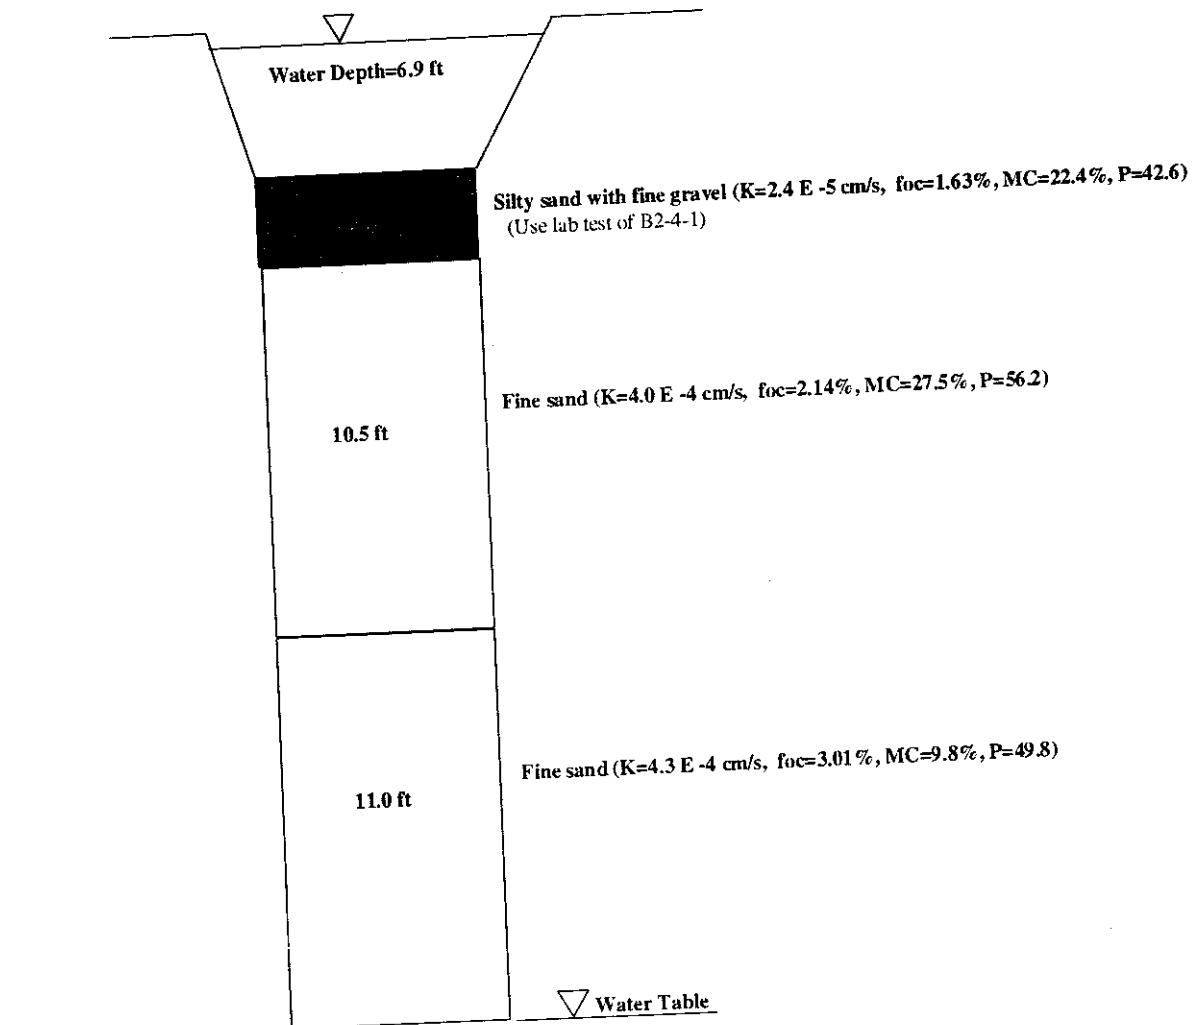 Water Depth=6.9 ft
Silty sand with fine gravel (K=2.4 E -5 cm/s, foc=1.63%, MC=22.4%, P=42.6)
(Use lab test of B2-4-1)
Fine sand (K=4.0 E -4 cm/s, foc=2.14%, MC=27.5%, P=56.2)
10.5 ft
Fine sand (K=4.3 E -4 cm/s, foc=3.01%, MC=9.8%, P=49.8)
11.0 ft
Water Table